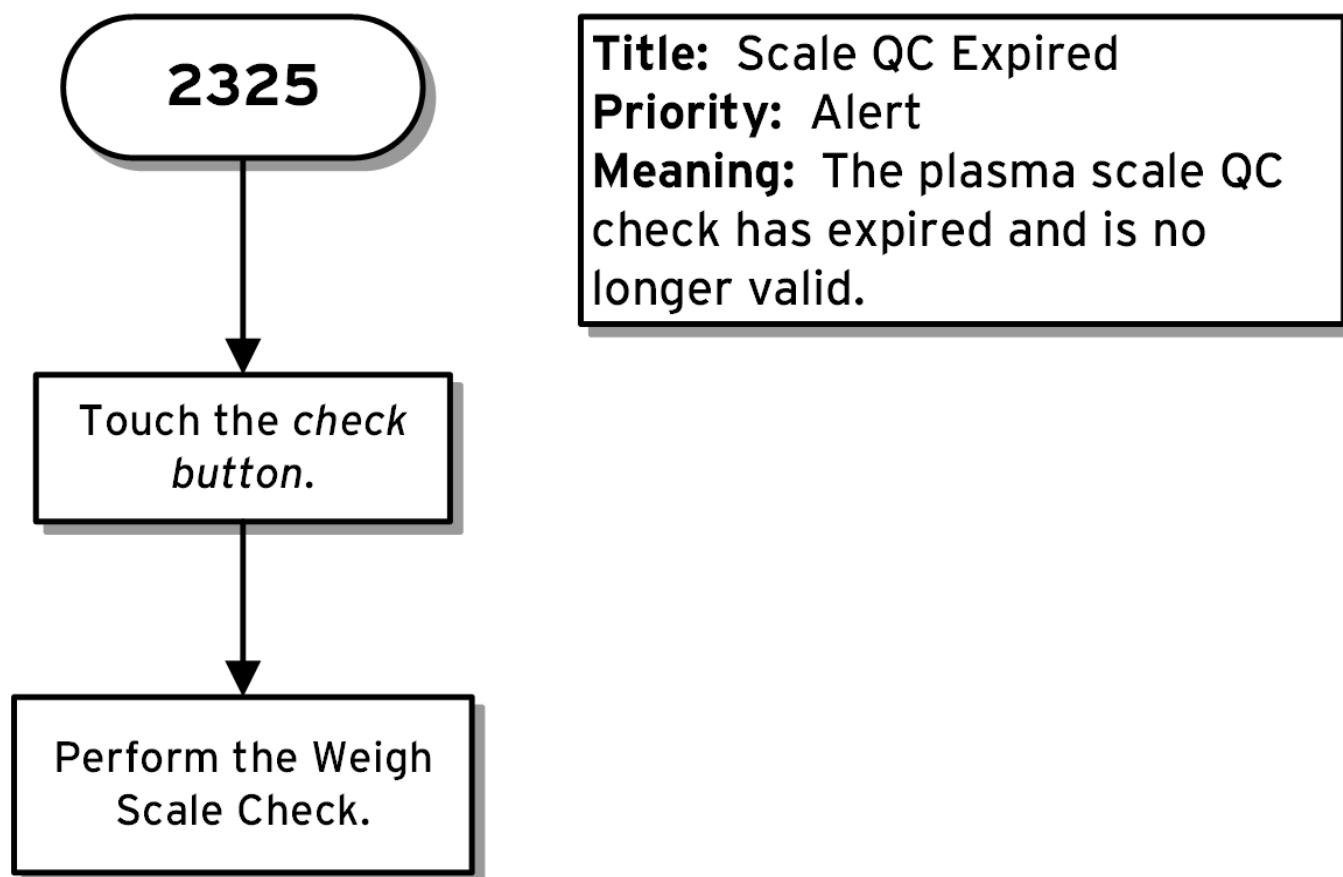 2325
Title: Scale QC Expired
Priority: Alert
Meaning: The plasma scale QC
check has expired and is no
longer valid.
Touch the check
button.
Perform the Weigh
Scale Check.